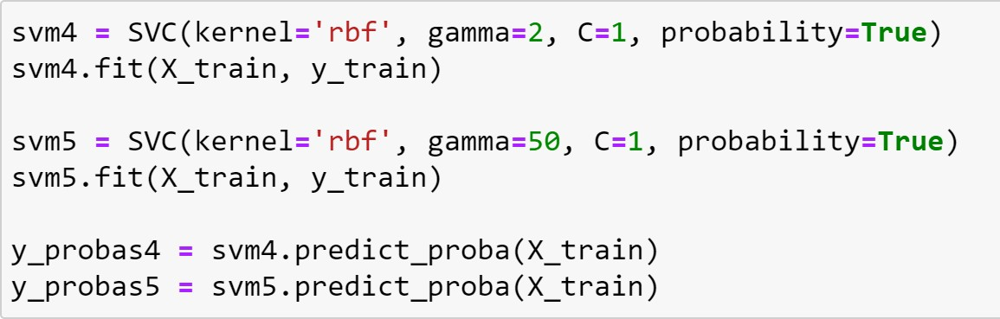 svm4 = SVC(kernel='rbf', gamma=2, C=1, probability=True)
svm4.fit(X_train, y_train)
svm5 = SVC(kernel='rbf', gamma=50, C=1, probability=True)
svm5.fit(X_train, y_train)
y_probas4 = svm4.predict_proba(X_train)
y_probas5 = svm5.predict_proba(X_train)